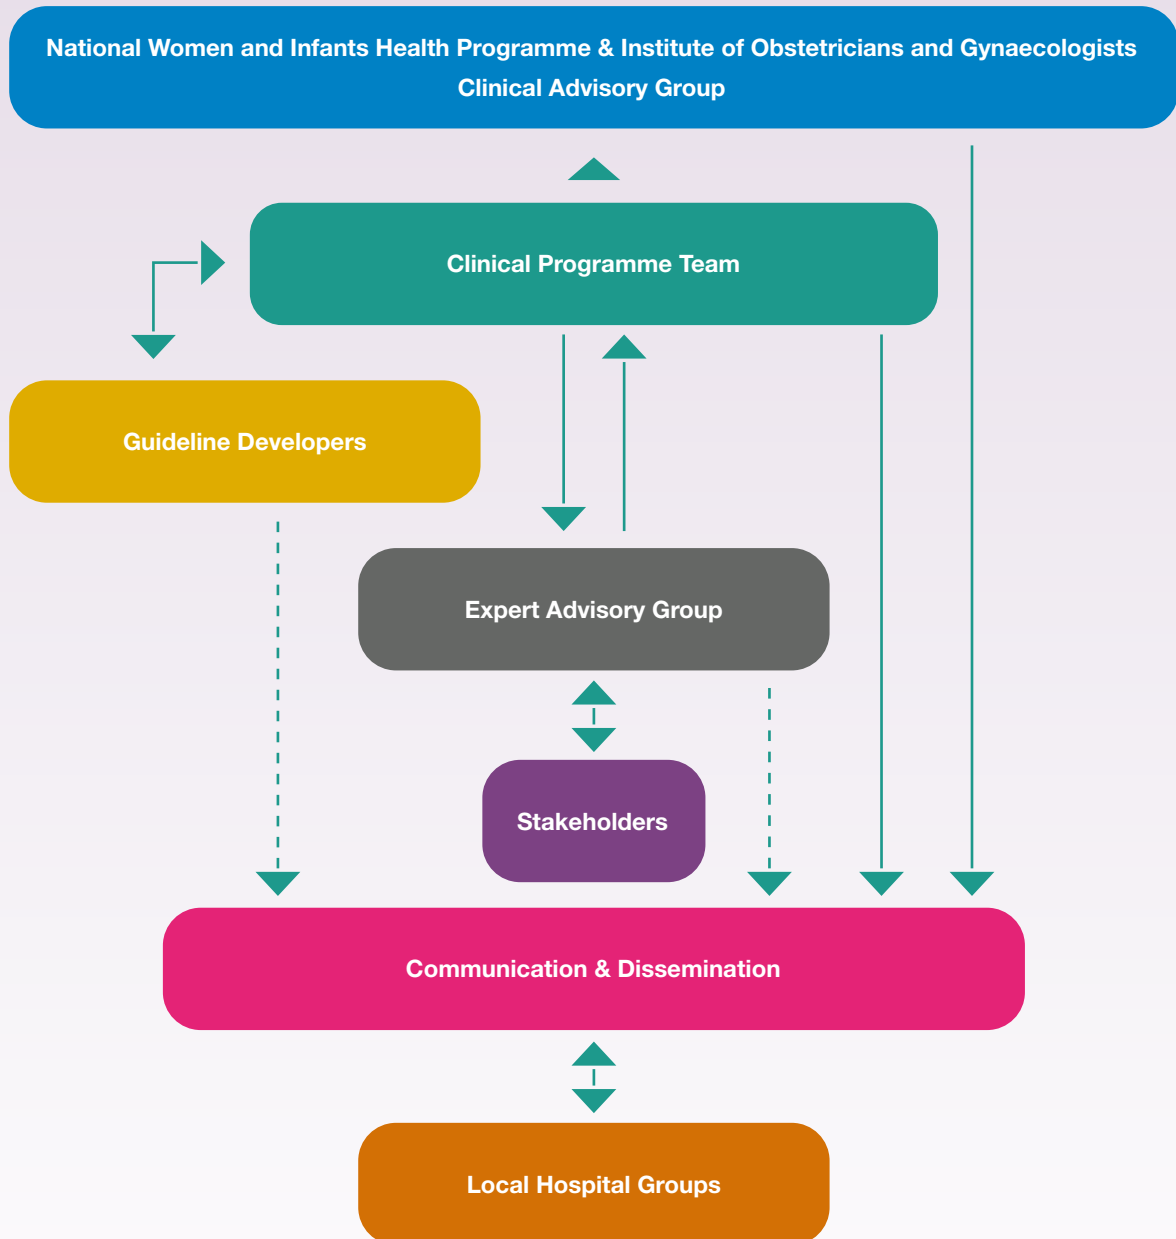 National Women and Infants Health Programme & Institute of Obstetricians and Gynaecologists
Clinical Advisory Group
Clinical Programme Team
Guideline Developers
Expert Advisory Group
Stakeholders
Communication & Dissemination
Local Hospital Groups